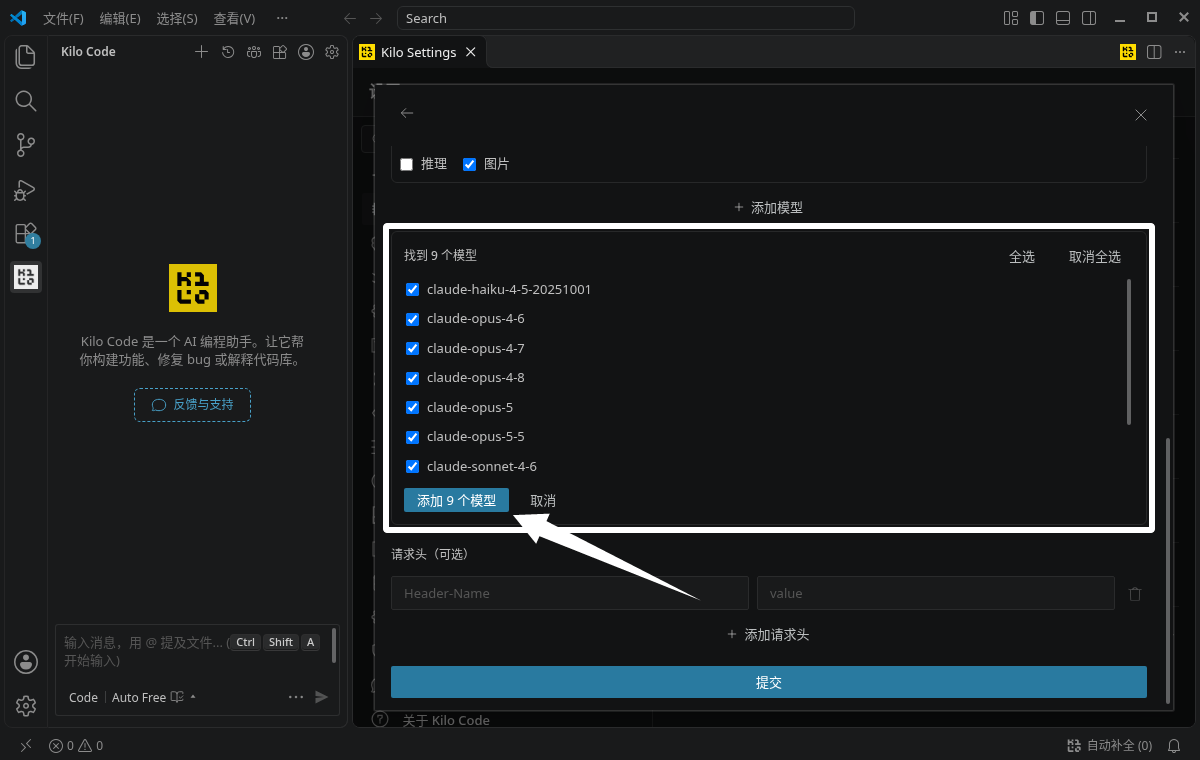 文件(F) 编辑(E) 选择(S) 查看(V) ··· Search
Kilo Code
Kilo Settings
推理 图片
+ 添加模型
找到 9 个模型 全选 取消全选
claude-haiku-4-5-20251001
claude-opus-4-6
claude-opus-4-7
claude-opus-4-8
claude-opus-5
claude-opus-5-5
claude-sonnet-4-6
添加 9 个模型 取消
Kilo Code 是一个 AI 编程助手。让它帮
你构建功能、修复 bug 或解释代码库。
反馈与支持
请求头（可选）
Header-Name value
+ 添加请求头
提交
输入消息，用 @ 提及文件... (Ctrl Shift A
开始输入)
Code Auto Free
关于 Kilo Code
0 0 自动补全 (0)
1